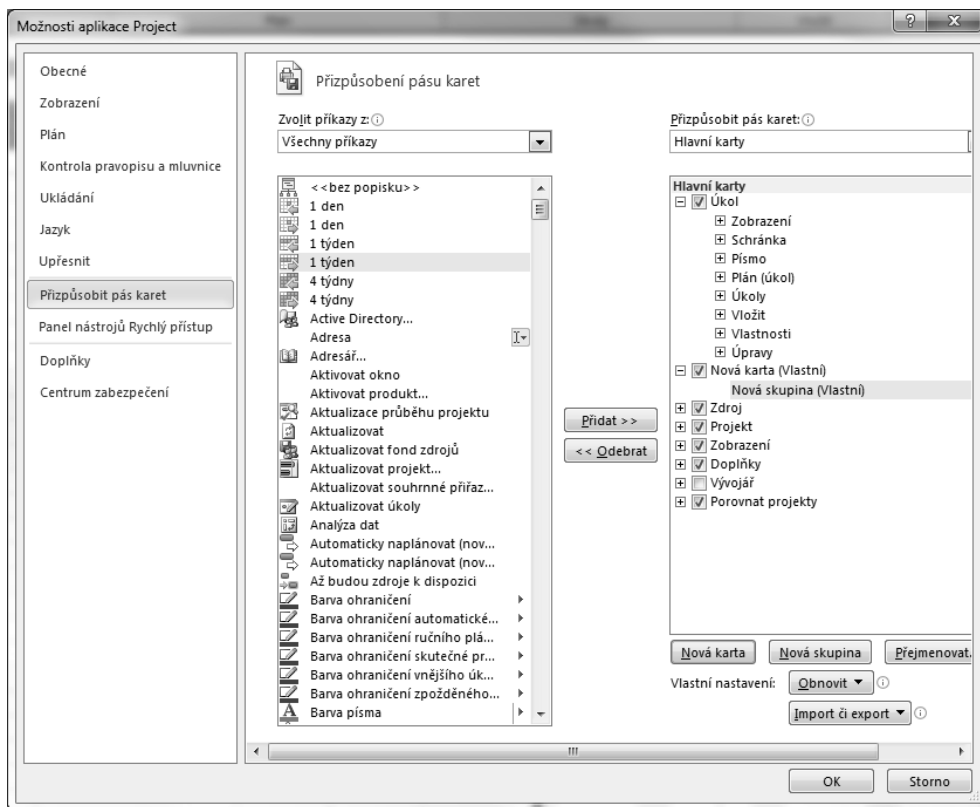 Možnosti aplikace Project
Obecné
Zobrazení
Plán
Kontrola pravopisu a mluvnice
Ukládání
Jazyk
Upřesnit
Přizpůsobit pás karet
Panel nástrojů Rychlý přístup
Doplňky
Centrum zabezpečení
Přizpůsobení pásu karet
Zvolit příkazy z:
Všechny příkazy
<<bez popisku>>
1 den
1 den
1 týden
1 týden
4 týdny
4 týdny
Active Directory...
Adresa
Adresář...
Aktivovat okno
Aktivovat produkt...
Aktualizace průběhu projektu
Aktualizovat
Aktualizovat fond zdrojů
Aktualizovat projekt...
Aktualizovat souhrnné přiřaz...
Aktualizovat úkoly
Analýza dat
Automaticky naplánovat (nov...
Automaticky naplánovat (nov...
Až budou zdroje k dispozici
Barva ohraničení
Barva ohraničení automatické...
Barva ohraničení ručního plá...
Barva ohraničení skutečné pr...
Barva ohraničení vnějšího úk...
Barva ohraničení zpožděného...
Barva písma
Přidat >>
<< Odebrat
Přizpůsobit pás karet:
Hlavní karty
Hlavní karty
Úkol
Zobrazení
Schránka
Písmo
Plán (úkol)
Úkoly
Vložit
Vlastnosti
Úpravy
Nová karta (Vlastní)
Nová skupina (Vlastní)
Zdroj
Projekt
Zobrazení
Doplňky
Vývojář
Porovnat projekty
Nová karta
Nová skupina
Přejmenovat.
Vlastní nastavení:
Obnovit
Import či export
OK
Storno